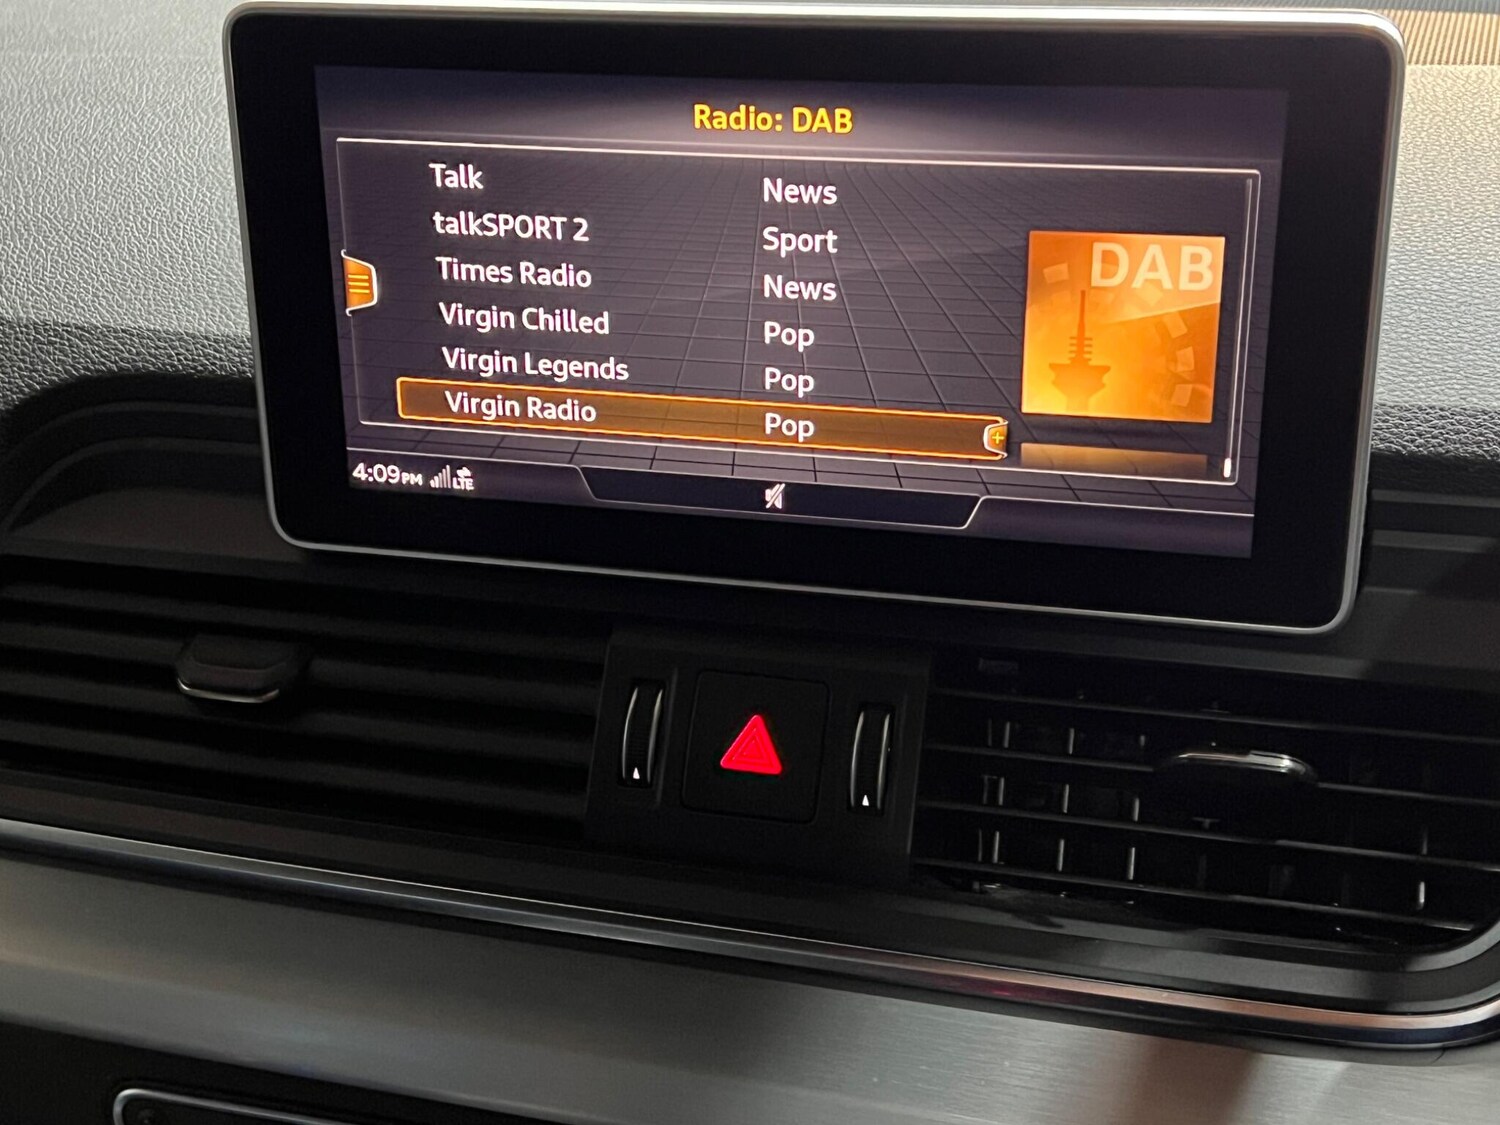 Radio: DAB
Talk News
talkSPORT 2 Sport
Times Radio News
Virgin Chilled Pop
Virgin Legends Pop
Virgin Radio Pop
DAB
4:09PM LTE